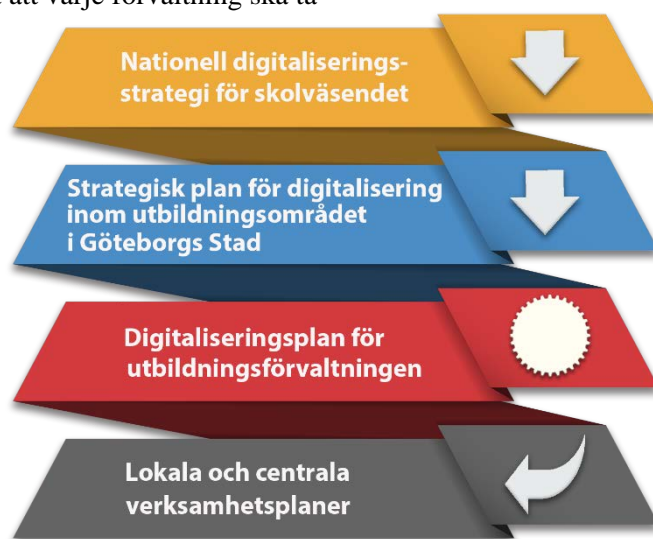 att varje förvaltning ska ta
Nationell digitaliserings-
strategi för skolväsendet
Strategisk plan för digitalisering
inom utbildningsområdet
i Göteborgs Stad
Digitaliseringsplan för
utbildningsförvaltningen
Lokala och centrala
verksamhetsplaner